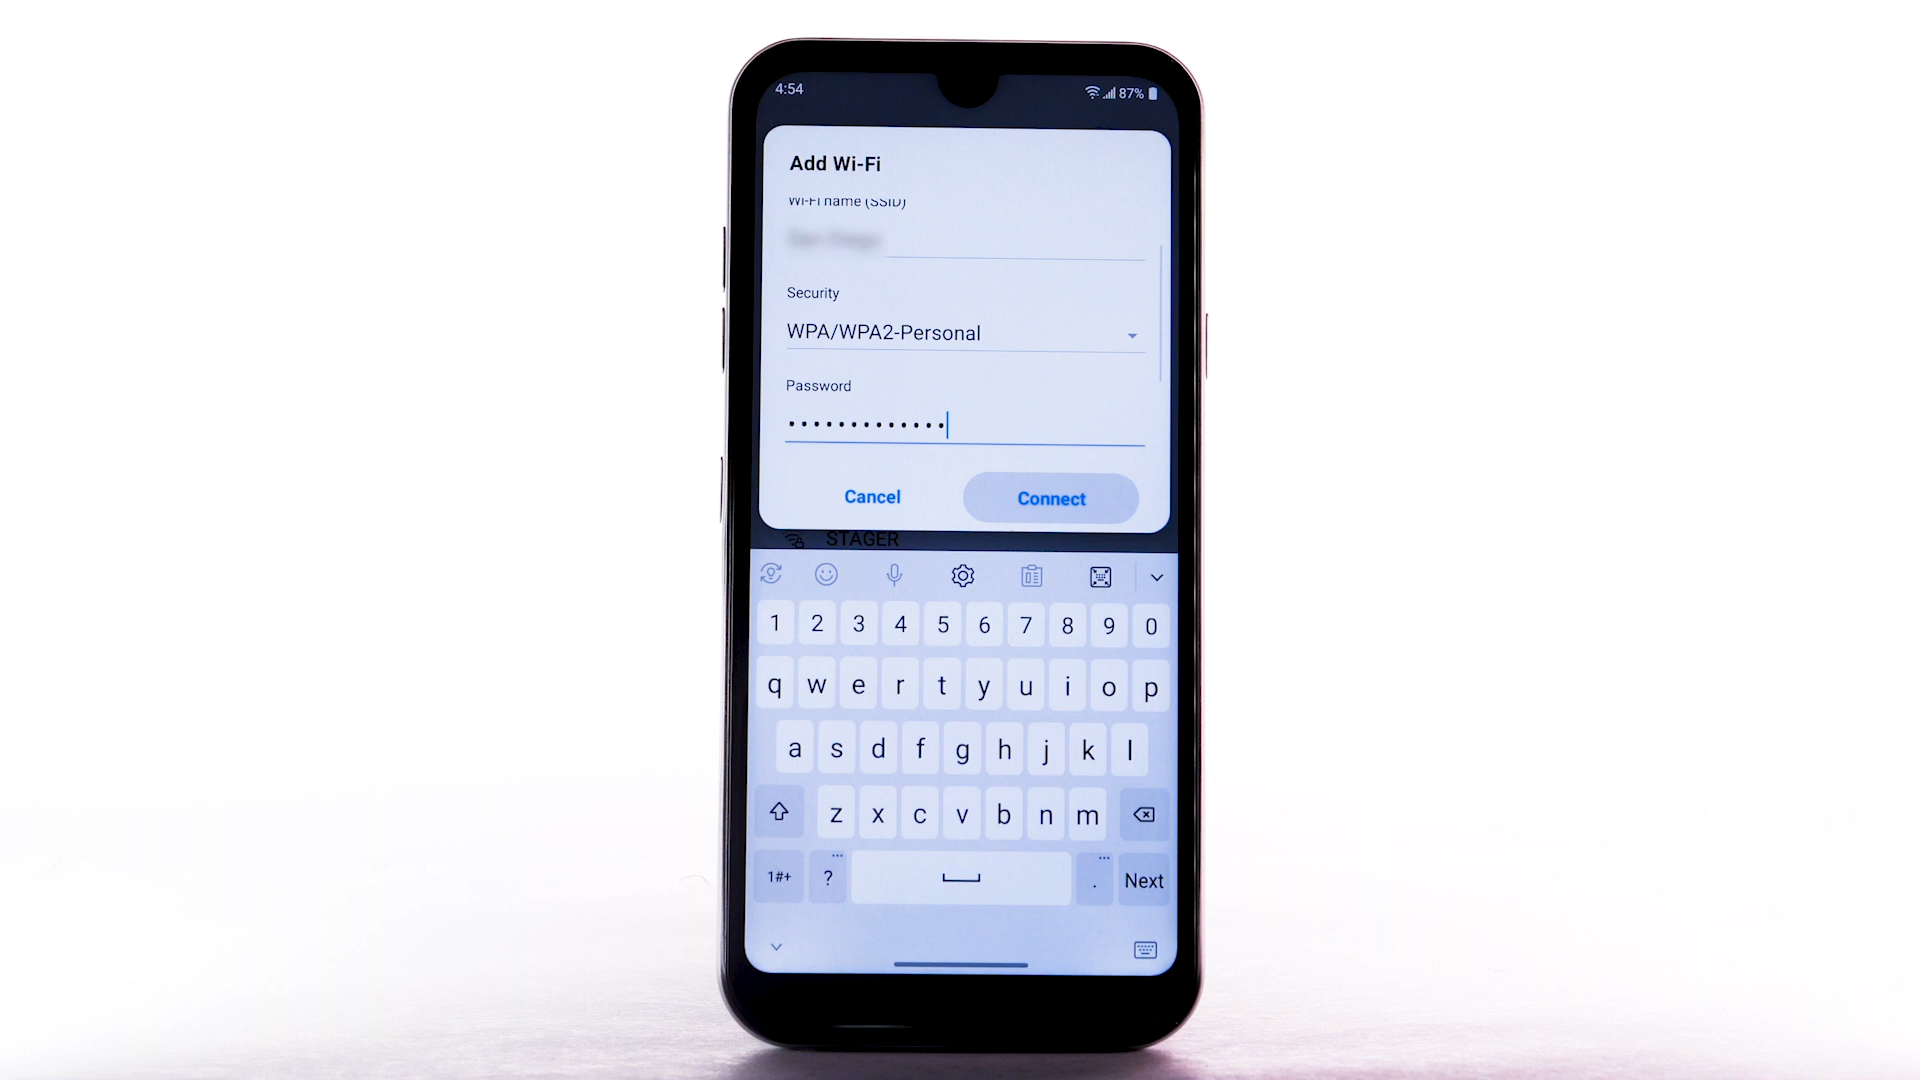 4:54
87%
Add Wi-Fi
Wi-Fi name (SSID)
Security
WPA/WPA2-Personal
Password
•••••••••••••
Cancel Connect
STAGER
1 2 3 4 5 6 7 8 9 0
q w e r t y u i o p
a s d f g h j k l
z x c v b n m
1#+ ? . Next